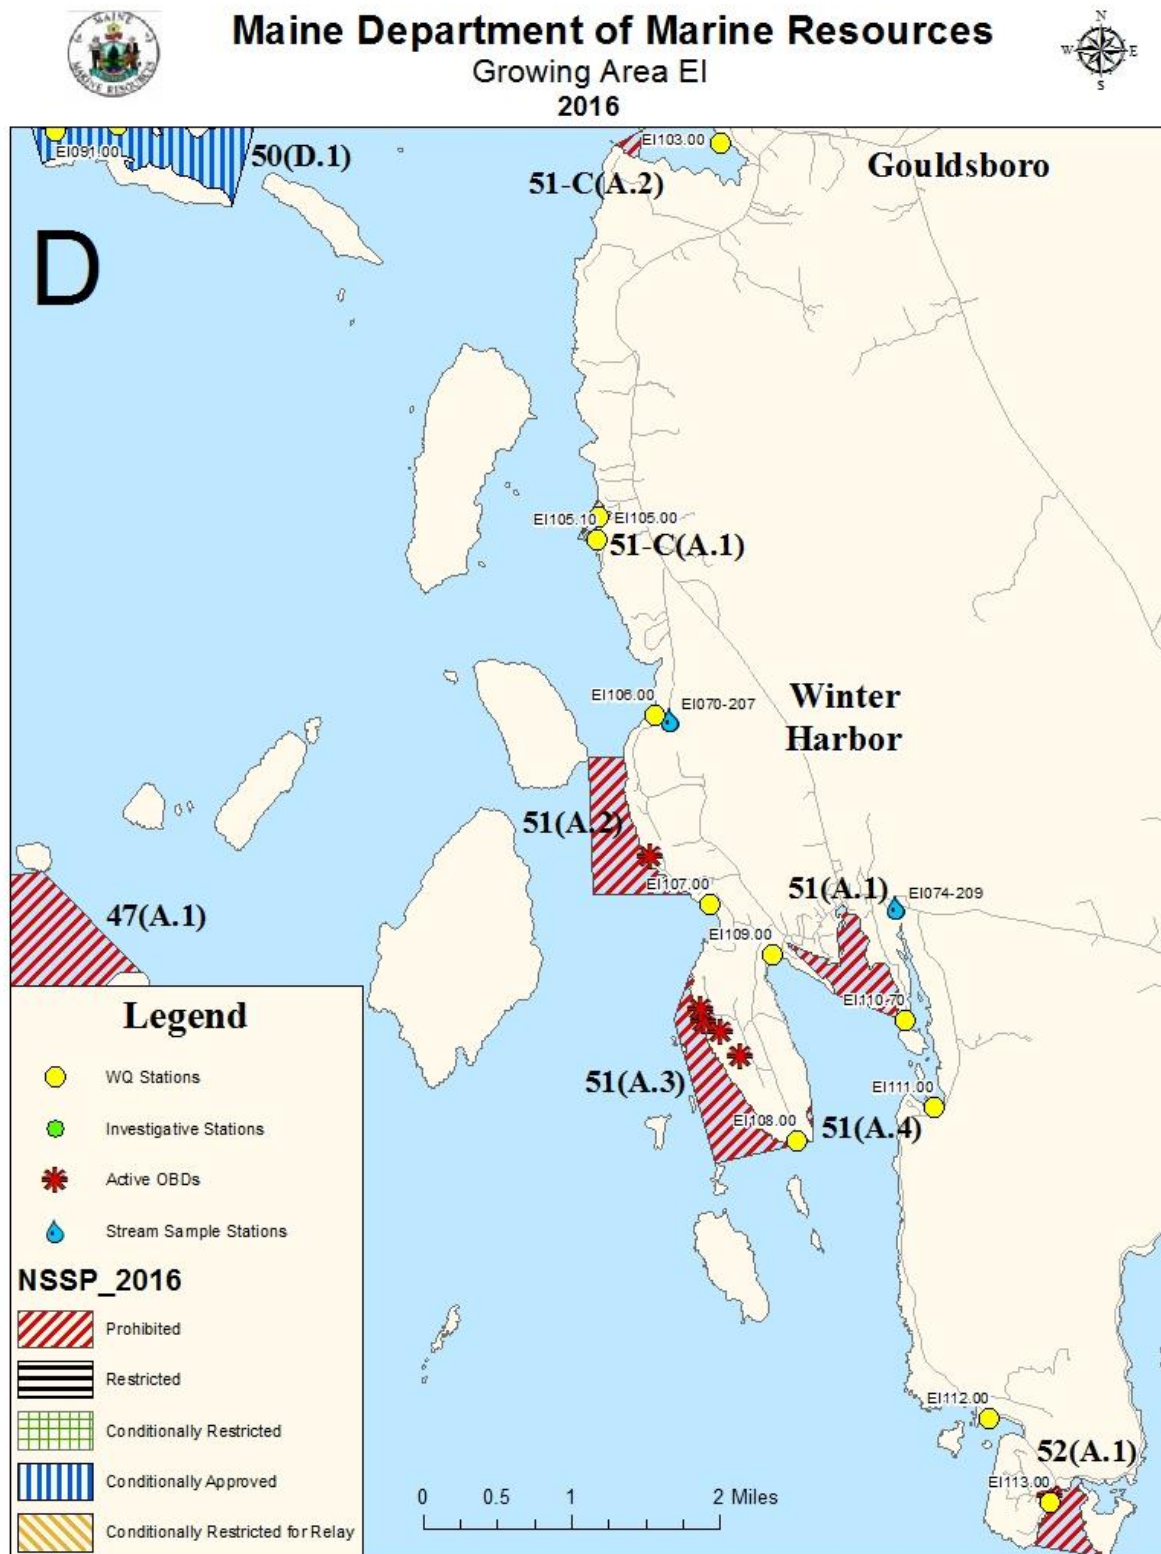 Maine Department of Marine Resources
Growing Area EI
2016
MAINE
MARINE RESOURCES
N
W
E
S
EI091.00
50(D.1)
D
EI103.00
51-C(A.2)
Gouldsboro
EI105.10
EI105.00
51-C(A.1)
EI106.00
EI070-207
Winter
Harbor
51(A.2)
EI107.00
47(A.1)
51(A.1)
EI074-209
EI109.00
EI110.70
51(A.3)
EI108.00
51(A.4)
EI111.00
EI112.00
52(A.1)
EI113.00
Legend
WQ Stations
Investigative Stations
Active OBDs
Stream Sample Stations
NSSP_2016
Prohibited
Restricted
Conditionally Restricted
Conditionally Approved
Conditionally Restricted for Relay
0 0.5 1 2 Miles